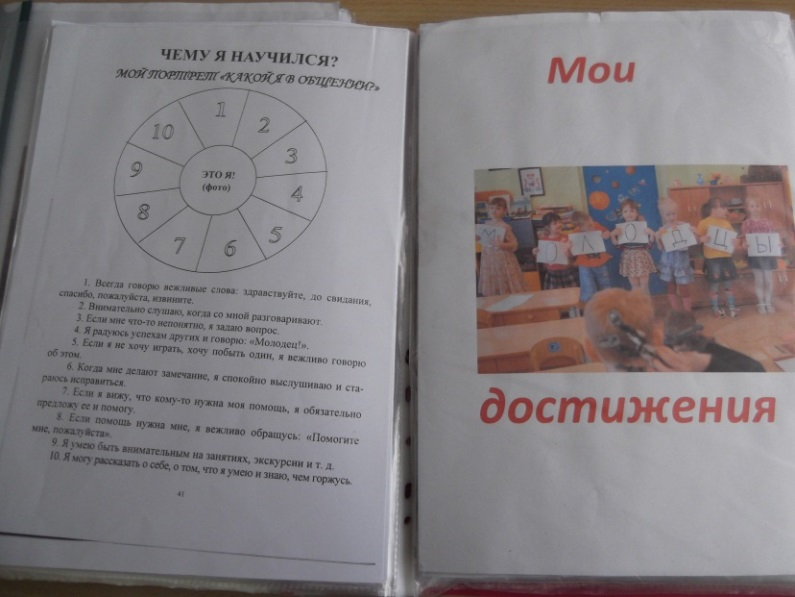 ЧЕМУ Я НАУЧИЛСЯ?
МОЙ ПОРТРЕТ «КАКОЙ Я В ОБЩЕНИИ?»
1
2
3
4
5
6
7
8
9
10
ЭТО Я!
(фото)
1. Всегда говорю вежливые слова: здравствуйте, до свидания,
спасибо, пожалуйста, извините.
2. Внимательно слушаю, когда со мной разговаривают.
3. Если мне что-то непонятно, я задаю вопрос.
4. Я радуюсь успехам других и говорю: «Молодец!».
5. Если я не хочу играть, хочу побыть один, я вежливо говорю
об этом.
6. Когда мне делают замечание, я спокойно выслушиваю и ста-
раюсь исправиться.
7. Если я вижу, что кому-то нужна моя помощь, я обязательно
предложу ее и помогу.
8. Если помощь нужна мне, я вежливо обращусь: «Помогите
мне, пожалуйста».
9. Я умею быть внимательным на занятиях, экскурсии и т. д.
10. Я могу рассказать о себе, о том, что я умею и знаю, чем горжусь.
41
Мои
МОЛОДЦЫ
достижения